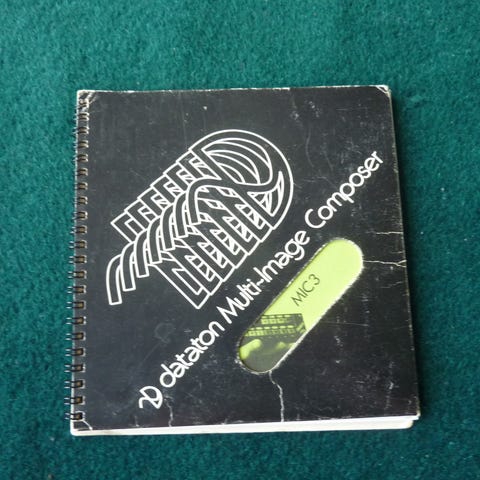 dataton Multi-Image Composer
MIC3